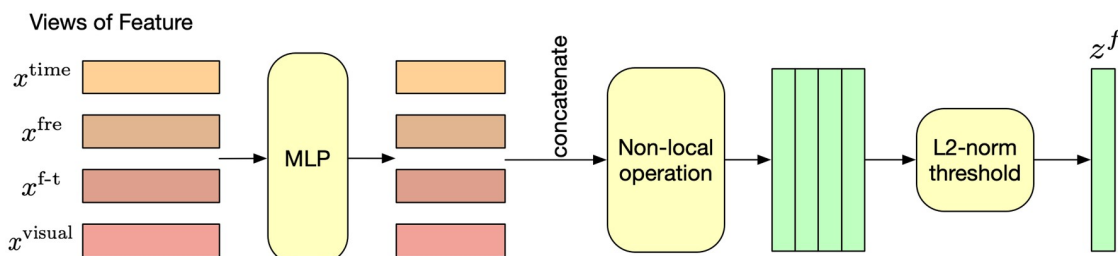 Views of Feature
x^time
x^fre
x^f-t
x^visual
MLP
concatenate
Non-local
operation
L2-norm
threshold
z^f